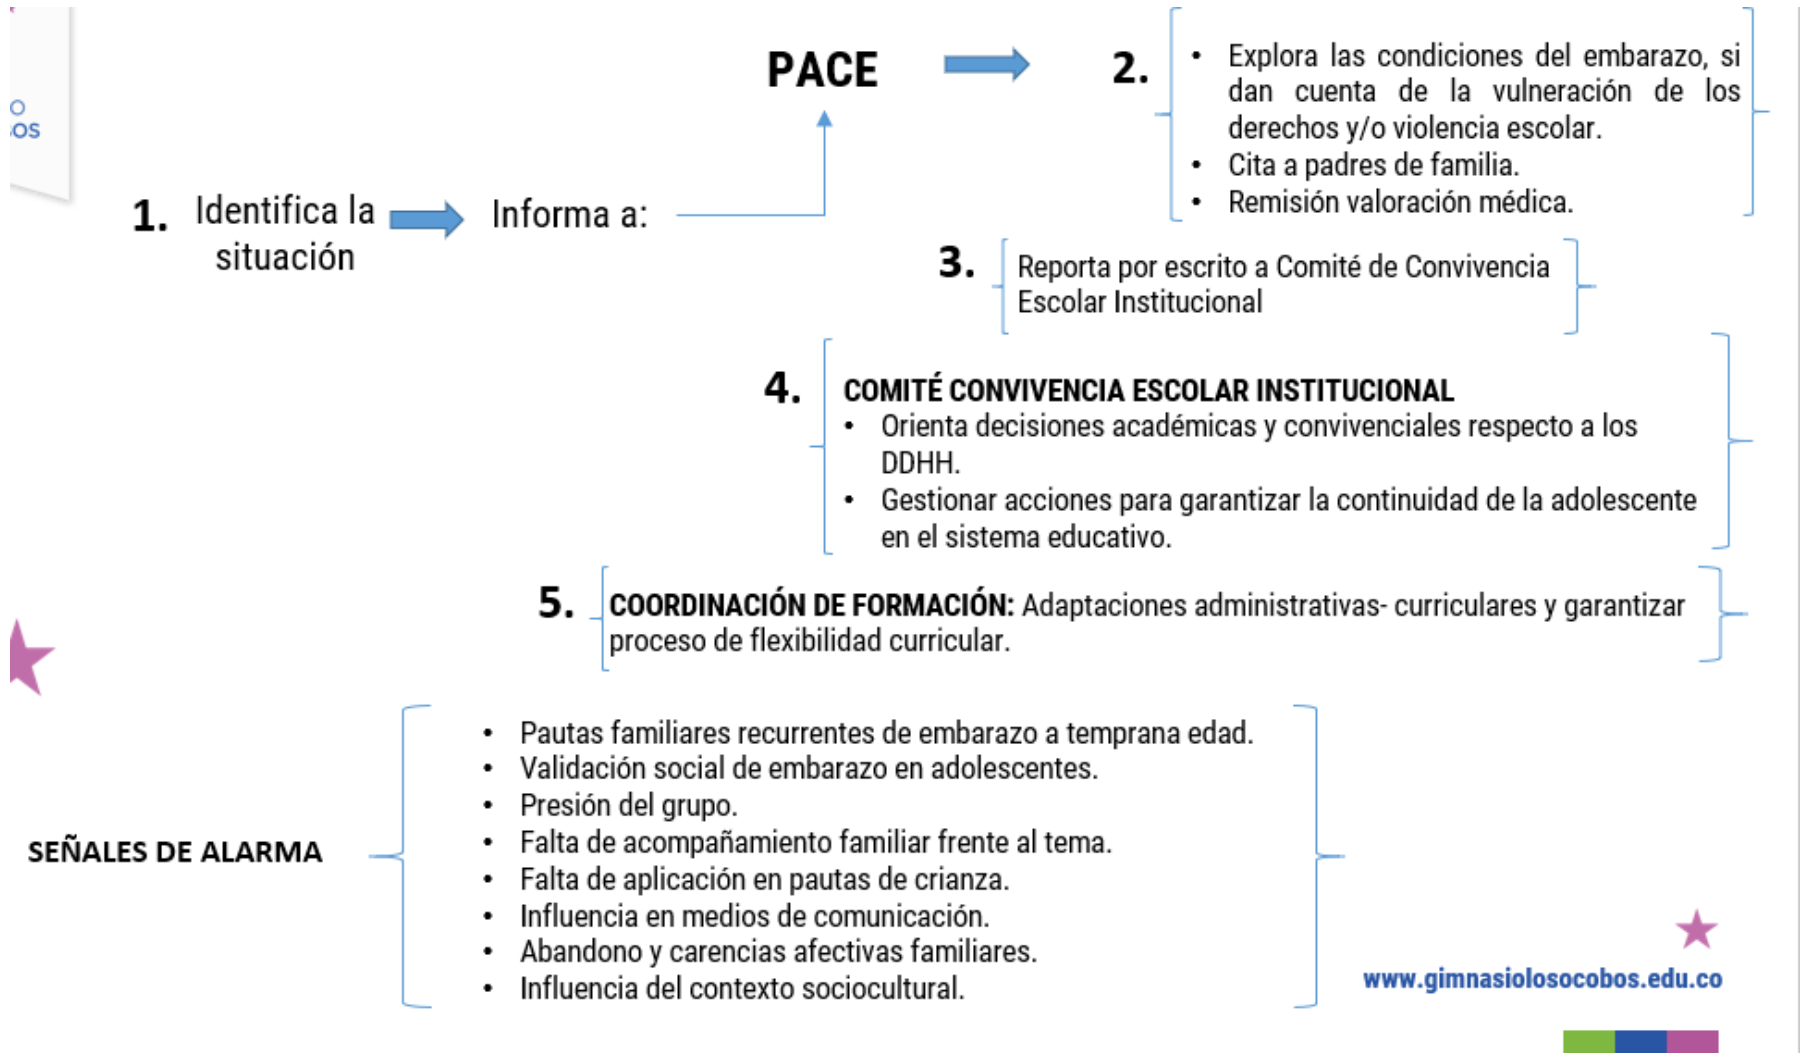 O
OS
PACE
2.
• Explora las condiciones del embarazo, si
dan cuenta de la vulneración de los
derechos y/o violencia escolar.
• Cita a padres de familia.
• Remisión valoración médica.
1. Identifica la
situación
Informa a:
3.
Reporta por escrito a Comité de Convivencia
Escolar Institucional
4.
COMITÉ CONVIVENCIA ESCOLAR INSTITUCIONAL
• Orienta decisiones académicas y convivenciales respecto a los
DDHH.
• Gestionar acciones para garantizar la continuidad de la adolescente
en el sistema educativo.
5.
COORDINACIÓN DE FORMACIÓN: Adaptaciones administrativas- curriculares y garantizar
proceso de flexibilidad curricular.
SEÑALES DE ALARMA
• Pautas familiares recurrentes de embarazo a temprana edad.
• Validación social de embarazo en adolescentes.
• Presión del grupo.
• Falta de acompañamiento familiar frente al tema.
• Falta de aplicación en pautas de crianza.
• Influencia en medios de comunicación.
• Abandono y carencias afectivas familiares.
• Influencia del contexto sociocultural.
www.gimnasiolosocobos.edu.co